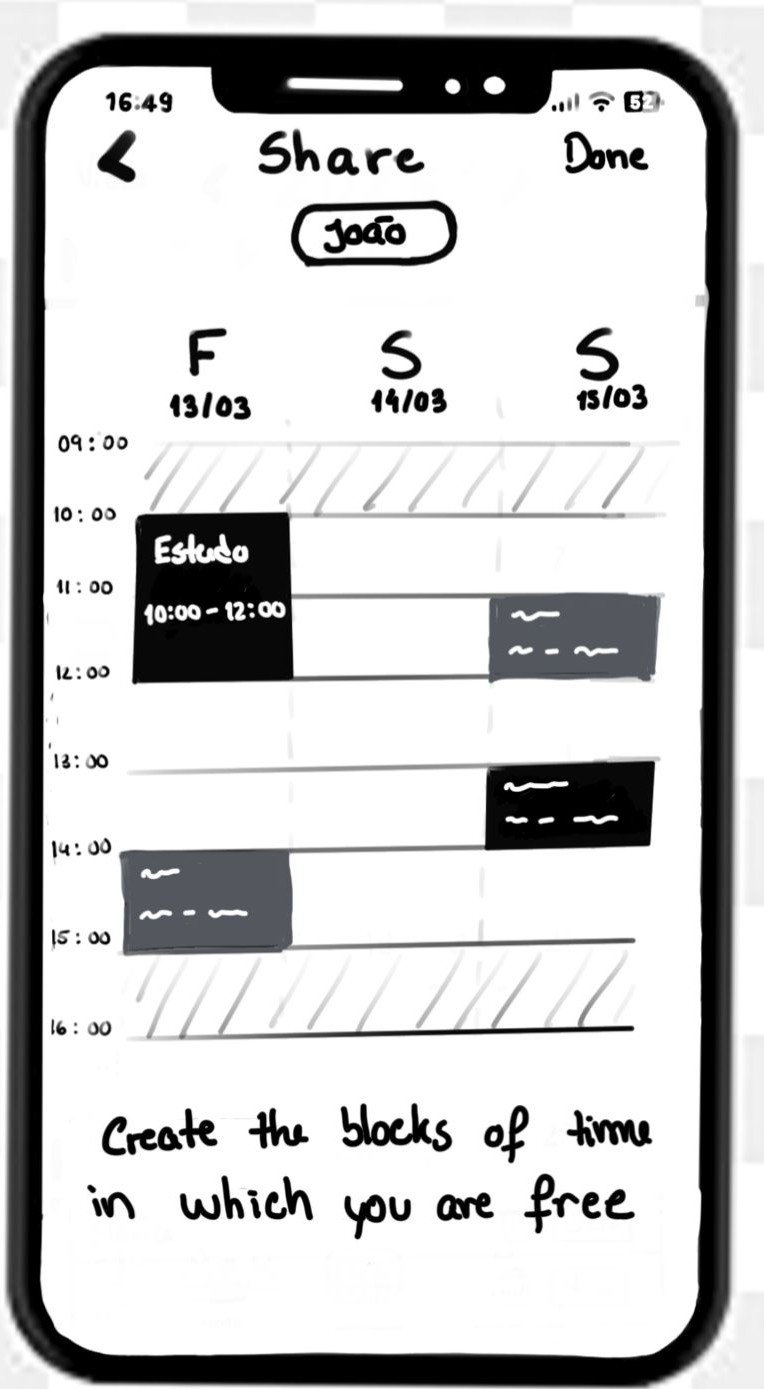 16:49 52
Share Done
João
F S S
13/03 14/03 15/03
09:00
10:00
Estudo
11:00
10:00-12:00
12:00
13:00
14:00
15:00
16:00
Create the blocks of time
in which you are free